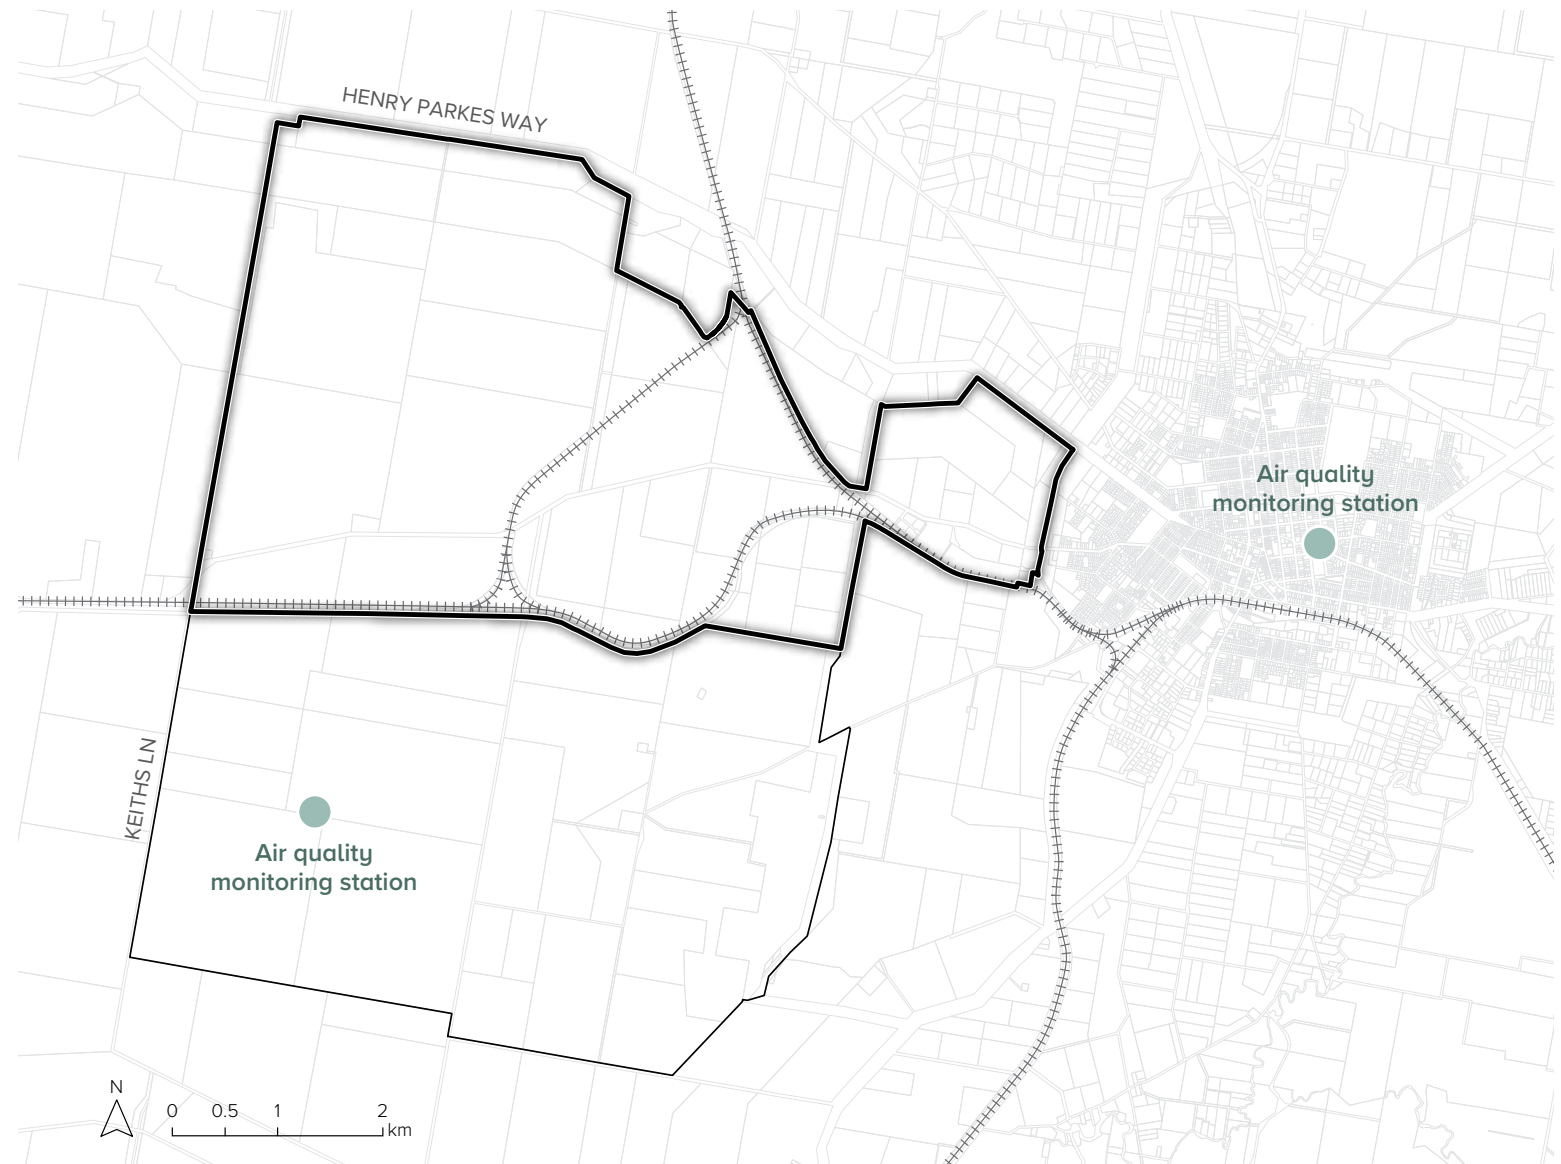 HENRY PARKES WAY
Air quality
monitoring station
KEITHS LN
Air quality
monitoring station
N
0 0.5 1 2
km